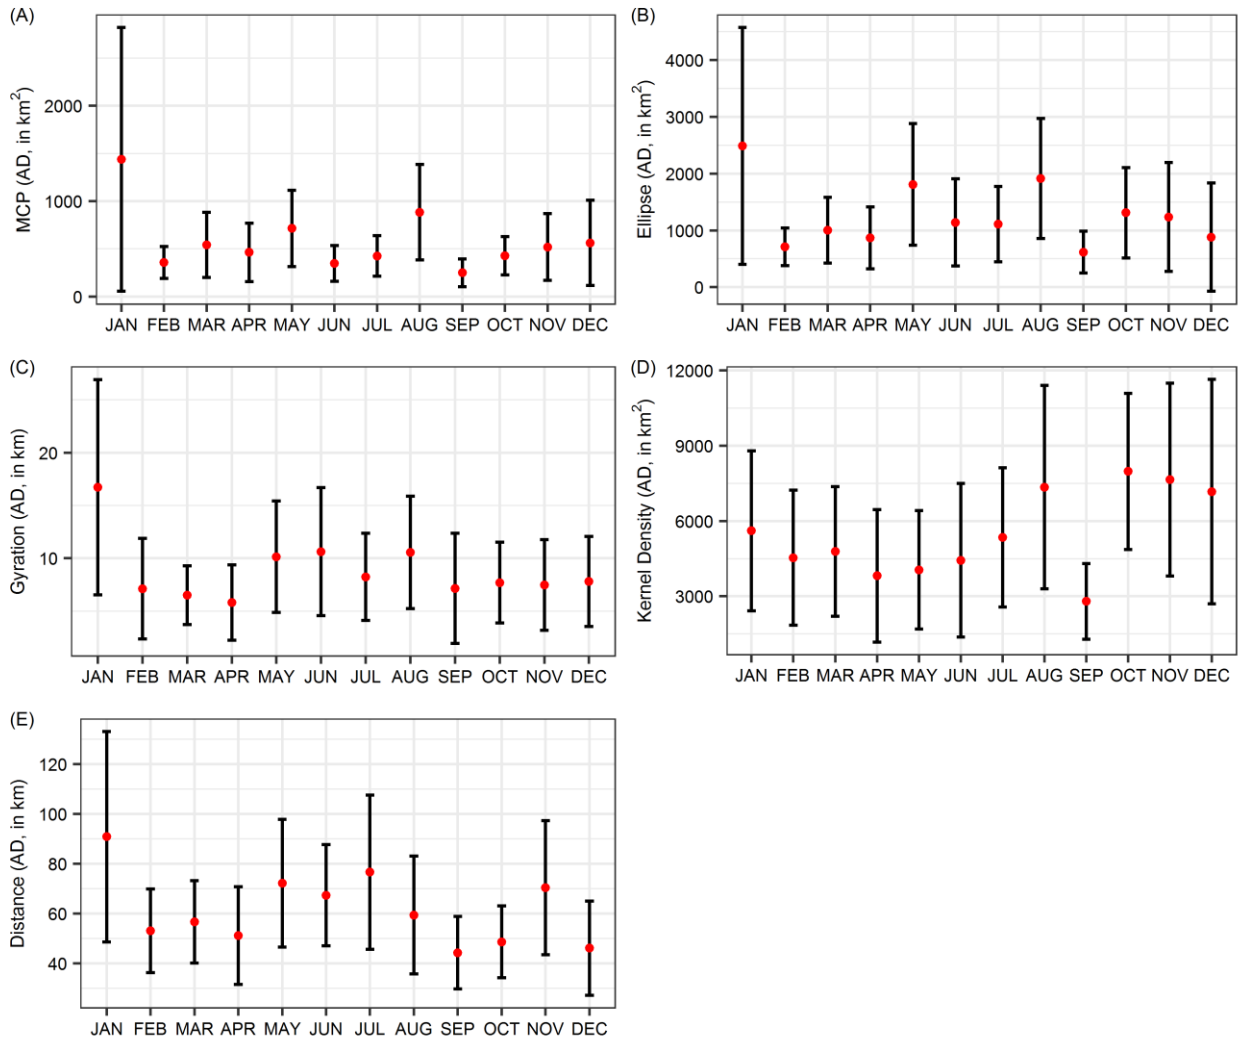 (A)
MCP (AD, in km²)
2000
1000
0
JAN FEB MAR APR MAY JUN JUL AUG SEP OCT NOV DEC
(B)
Ellipse (AD, in km²)
4000
3000
2000
1000
0
JAN FEB MAR APR MAY JUN JUL AUG SEP OCT NOV DEC
(C)
Gyration (AD, in km)
20
10
JAN FEB MAR APR MAY JUN JUL AUG SEP OCT NOV DEC
(D)
Kernel Density (AD, in km²)
12000
9000
6000
3000
JAN FEB MAR APR MAY JUN JUL AUG SEP OCT NOV DEC
(E)
Distance (AD, in km)
120
100
80
60
40
JAN FEB MAR APR MAY JUN JUL AUG SEP OCT NOV DEC